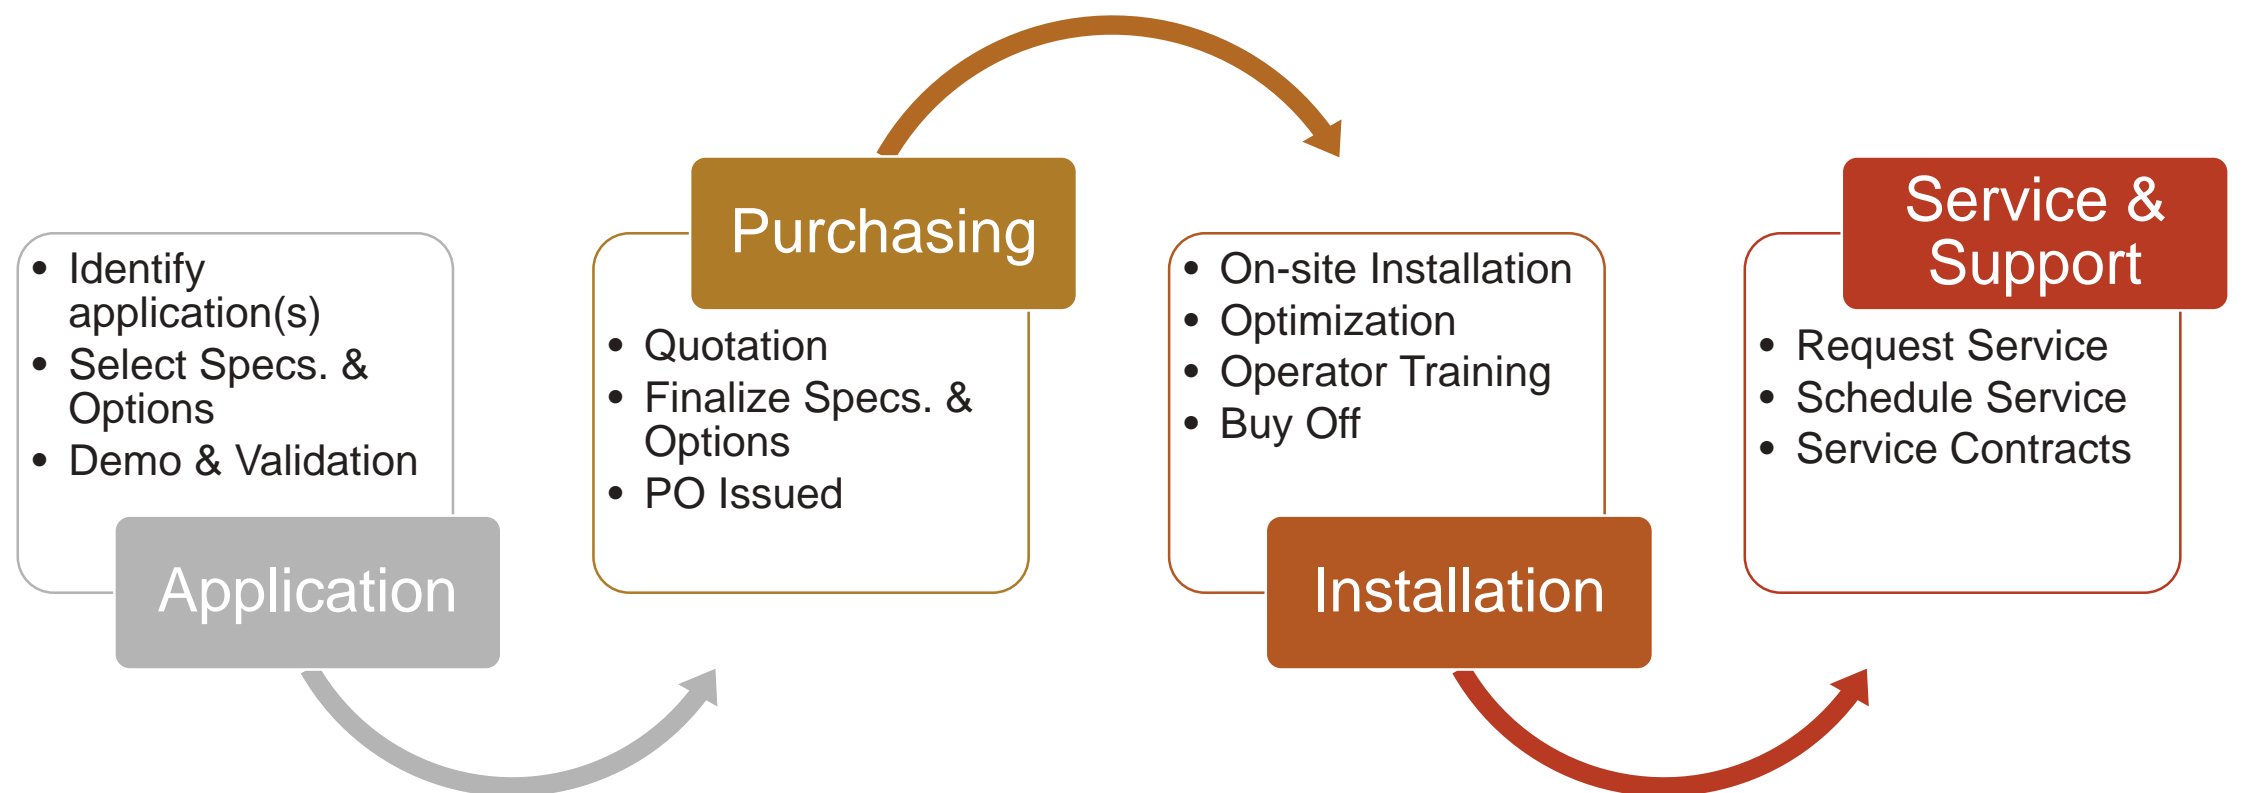 • Identify
application(s)
• Select Specs. &
Options
• Demo & Validation
Application
Purchasing
• Quotation
• Finalize Specs. &
Options
• PO Issued
• On-site Installation
• Optimization
• Operator Training
• Buy Off
Installation
Service &
Support
• Request Service
• Schedule Service
• Service Contracts